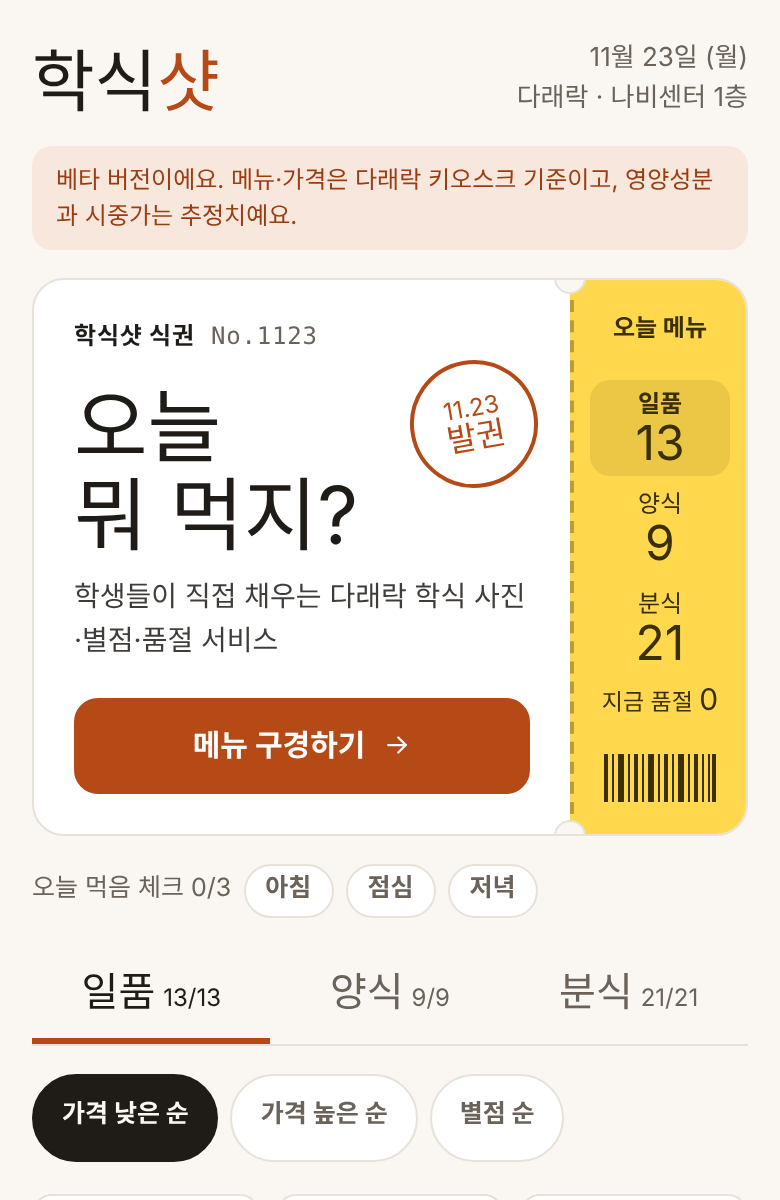 학식샷
11월 23일 (월)
다래락 · 나비센터 1층
베타 버전이에요. 메뉴·가격은 다래락 키오스크 기준이고, 영양성분
과 시중가는 추정치예요.
학식샷 식권 No.1123
오늘
뭐 먹지?
11.23
발권
학생들이 직접 채우는 다래락 학식 사진
·별점·품절 서비스
메뉴 구경하기 →
오늘 메뉴
일품
13
양식
9
분식
21
지금 품절 0
오늘 먹음 체크 0/3 아침 점심 저녁
일품 13/13 양식 9/9 분식 21/21
가격 낮은 순 가격 높은 순 별점 순